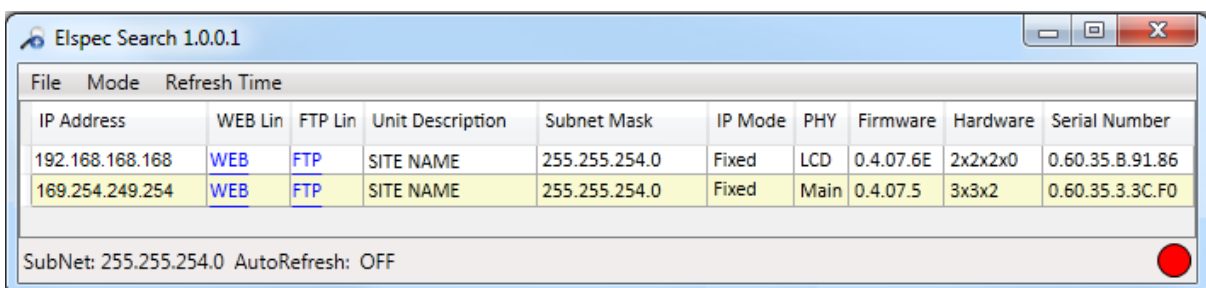 Elspec Search 1.0.0.1
File Mode Refresh Time
IP Address WEB Lin FTP Lin Unit Description Subnet Mask IP Mode PHY Firmware Hardware Serial Number
192.168.168.168 WEB FTP SITE NAME 255.255.254.0 Fixed LCD 0.4.07.6E 2x2x2x0 0.60.35.B.91.86
169.254.249.254 WEB FTP SITE NAME 255.255.254.0 Fixed Main 0.4.07.5 3x3x2 0.60.35.3.3C.F0
SubNet: 255.255.254.0 AutoRefresh: OFF